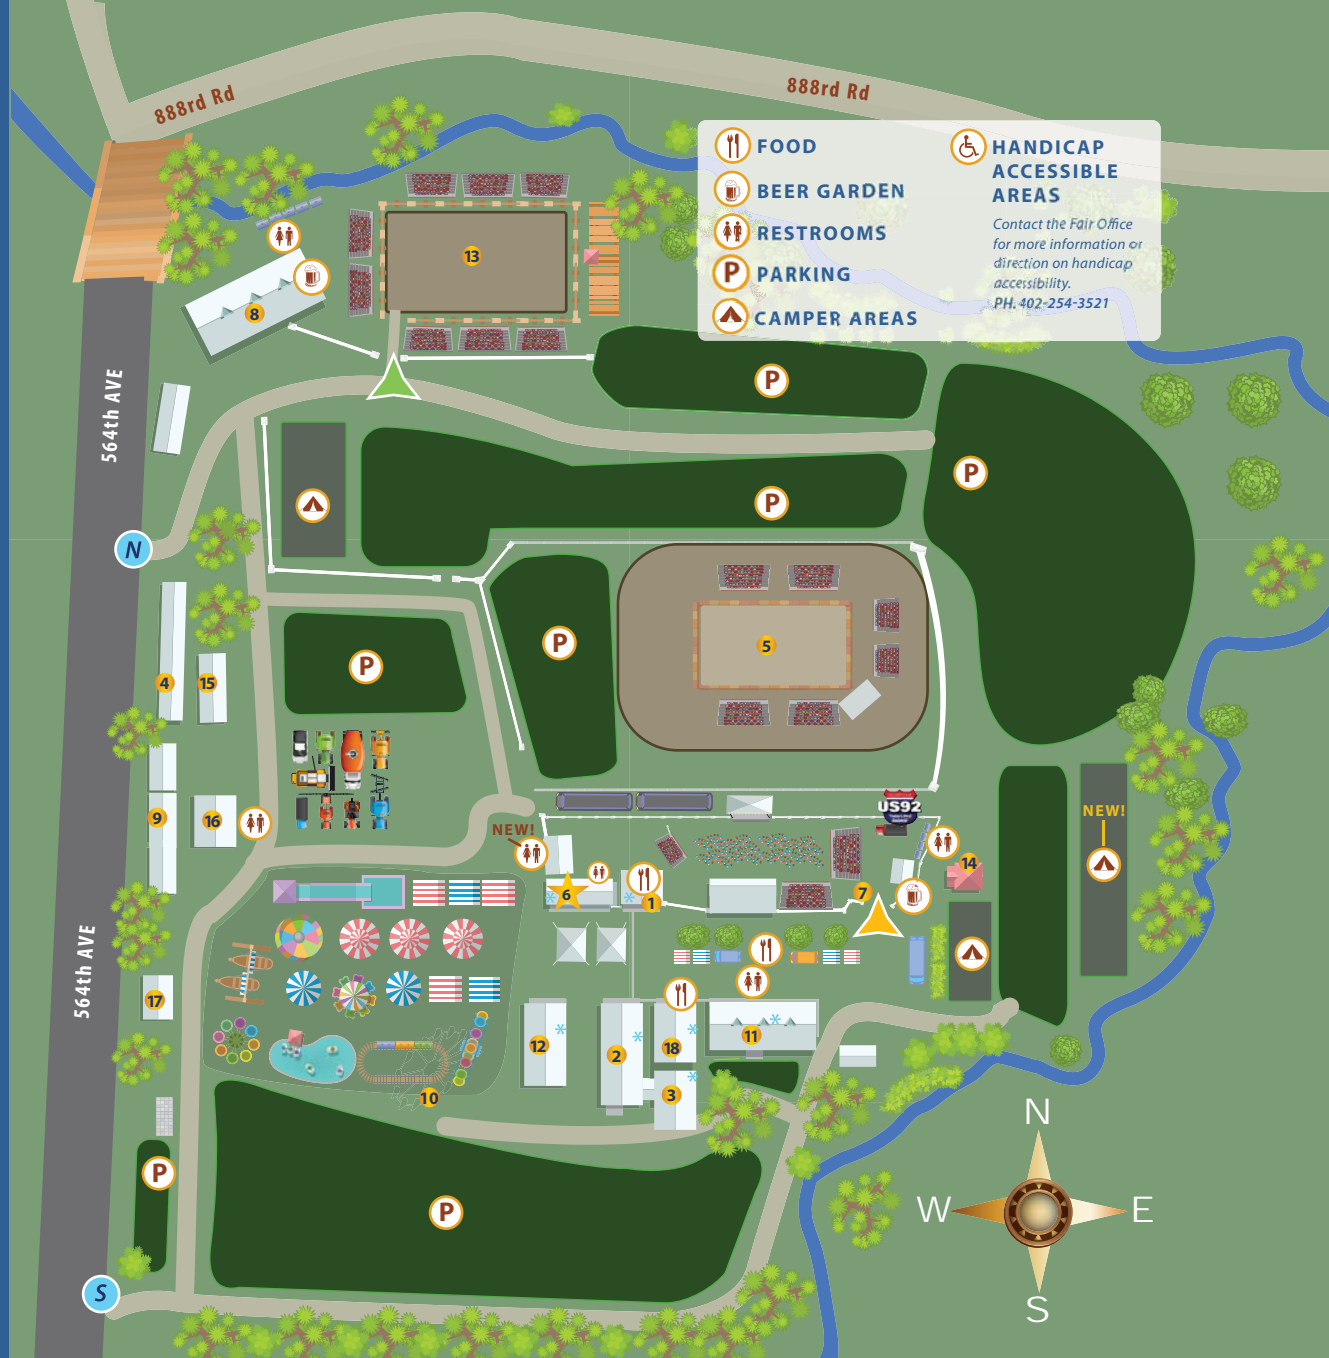 888rd Rd
888rd Rd
FOOD
BEER GARDEN
RESTROOMS
P PARKING
CAMPER AREAS
HANDICAP
ACCESSIBLE
AREAS
Contact the Fair Office
for more information or
direction on handicap
accessibility.
PH. 402-254-3521
13
8
P
564th AVE
P
P
N
5
P
P
4
15
NEW!
US92
9
16
NEW!
14
6
1
7
564th AVE
17
12
2
18
11
3
10
P
P
S
N
W
E
S